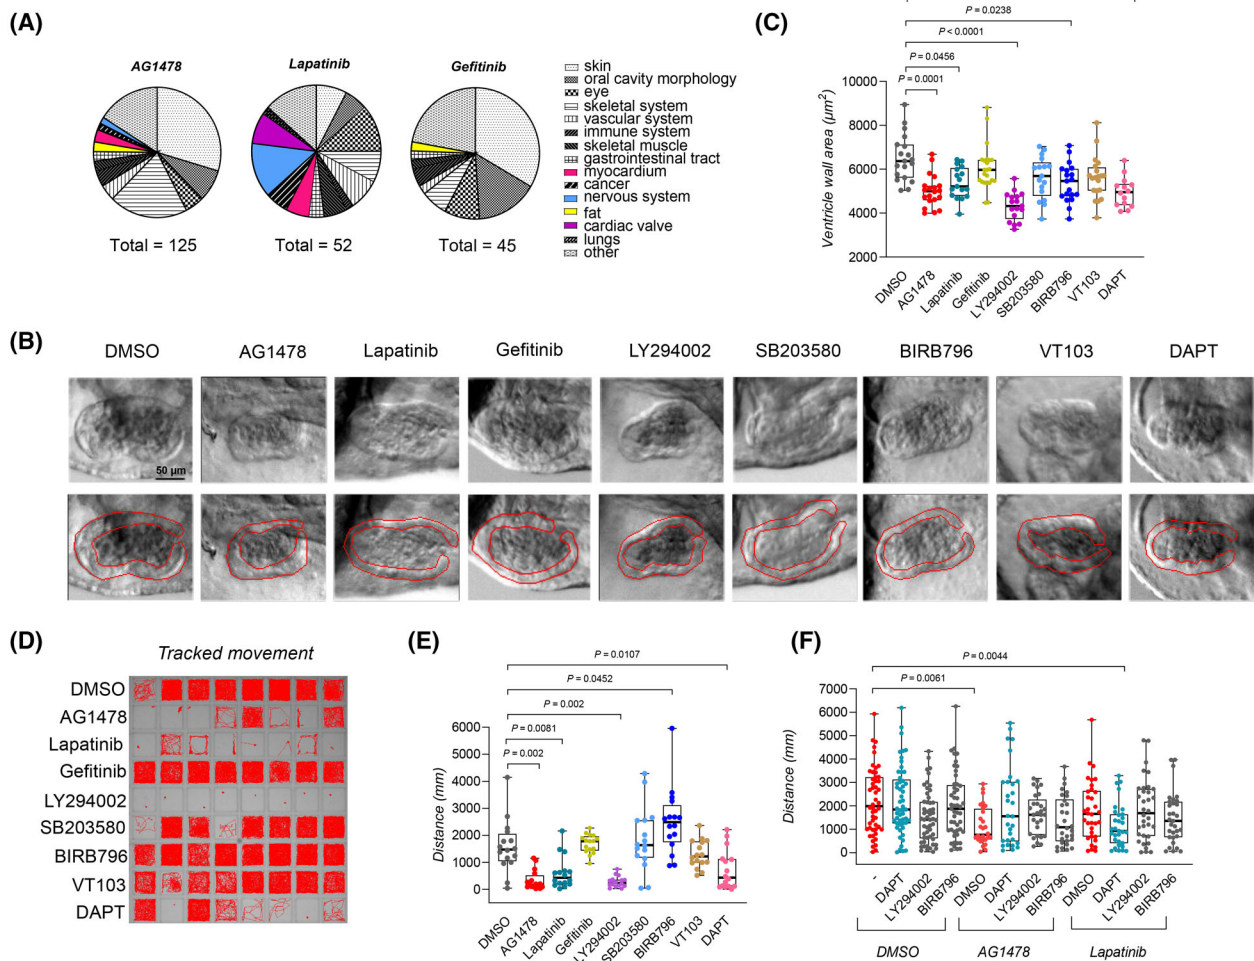 (A)
AG1478
Lapatinib
Gefitinib
skin
oral cavity morphology
eye
skeletal system
vascular system
immune system
skeletal muscle
gastrointestinal tract
myocardium
cancer
nervous system
fat
cardiac valve
lungs
other
Total = 125
Total = 52
Total = 45
(C)
P = 0.0238
P < 0.0001
P = 0.0456
P = 0.0001
Ventricle wall area (µm²)
10000
8000
6000
4000
2000
DMSO
AG1478
Lapatinib
Gefitinib
LY294002
SB203580
BIRB796
VT103
DAPT
(B)
DMSO
AG1478
Lapatinib
Gefitinib
LY294002
SB203580
BIRB796
VT103
DAPT
50 µm
(D)
Tracked movement
DMSO
AG1478
Lapatinib
Gefitinib
LY294002
SB203580
BIRB796
VT103
DAPT
(E)
P = 0.0107
P = 0.0452
P = 0.002
P = 0.0081
P = 0.002
Distance (mm)
6000
5000
4000
3000
2000
1000
0
DMSO
AG1478
Lapatinib
Gefitinib
LY294002
SB203580
BIRB796
VT103
DAPT
(F)
P = 0.0044
P = 0.0061
Distance (mm)
7000
6000
5000
4000
3000
2000
1000
0
-
DAPT
LY294002
BIRB796
DMSO
DAPT
LY294002
BIRB796
DMSO
DAPT
LY294002
BIRB796
DMSO
AG1478
Lapatinib